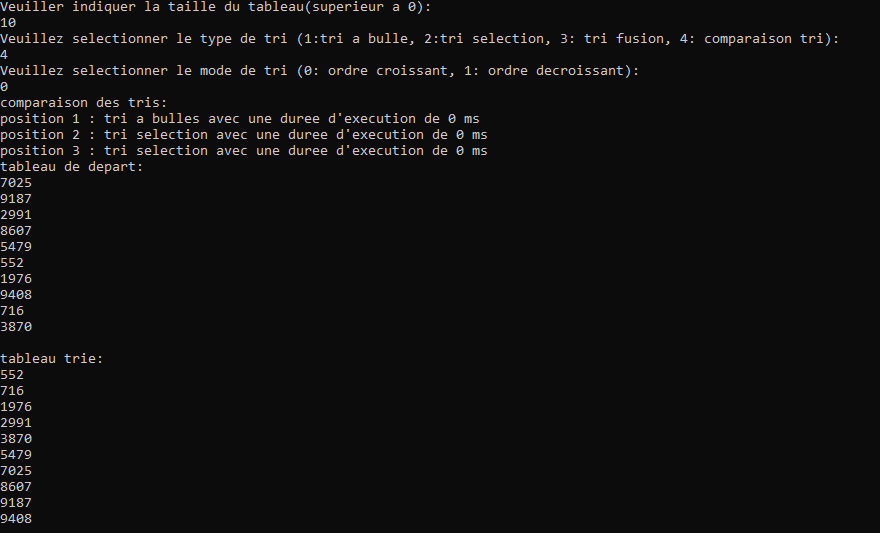 Veuiller indiquer la taille du tableau(superieur a 0):
10
Veuillez selectionner le type de tri (1:tri a bulle, 2:tri selection, 3: tri fusion, 4: comparaison tri):
4
Veuillez selectionner le mode de tri (0: ordre croissant, 1: ordre decroissant):
0
comparaison des tris:
position 1 : tri a bulles avec une duree d'execution de 0 ms
position 2 : tri selection avec une duree d'execution de 0 ms
position 3 : tri selection avec une duree d'execution de 0 ms
tableau de depart:
7025
9187
2991
8607
5479
552
1976
9408
716
3870
tableau trie:
552
716
1976
2991
3870
5479
7025
8607
9187
9408